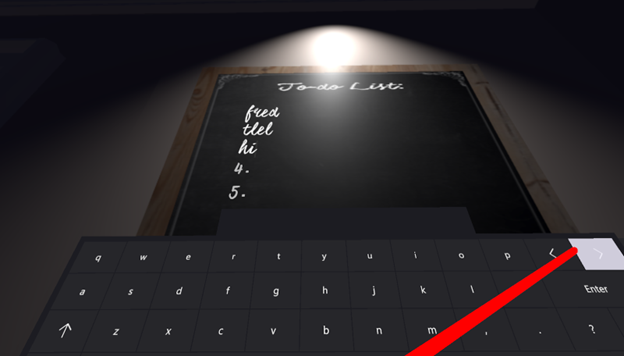 To-do List:
fred
tlel
hi
4.
5.
q w e r t y u i o p < >
a s d f g h j k l Enter
↑ z x c v b n m , . ?